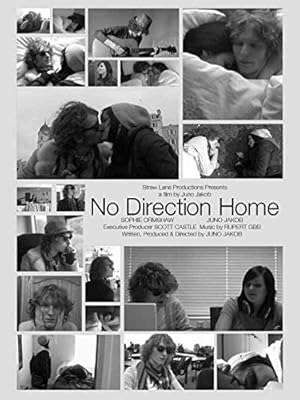 Straw Lane Productions Presents
a film by Juno Jakob
No Direction Home
SOPHIE ORMSHAW JUNO JAKOB
Executive Producer SCOTT CASTLE Music by RUPERT GIBB
Written, Produced & Directed by JUNO JAKOB